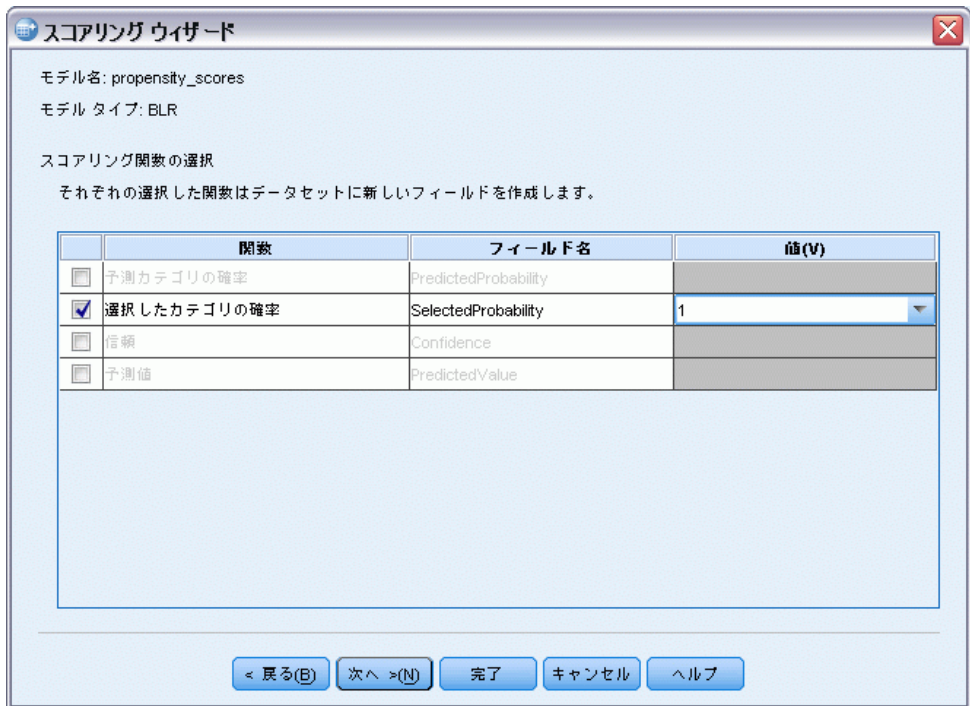 スコアリング ウィザード
モデル名: propensity_scores
モデル タイプ: BLR
スコアリング関数の選択
それぞれの選択した関数はデータセットに新しいフィールドを作成します。
関数 フィールド名 値(V)
予測カテゴリの確率 PredictedProbability
選択したカテゴリの確率 SelectedProbability 1
信頼 Confidence
予測値 PredictedValue
< 戻る(B) 次へ >(N) 完了 キャンセル ヘルプ